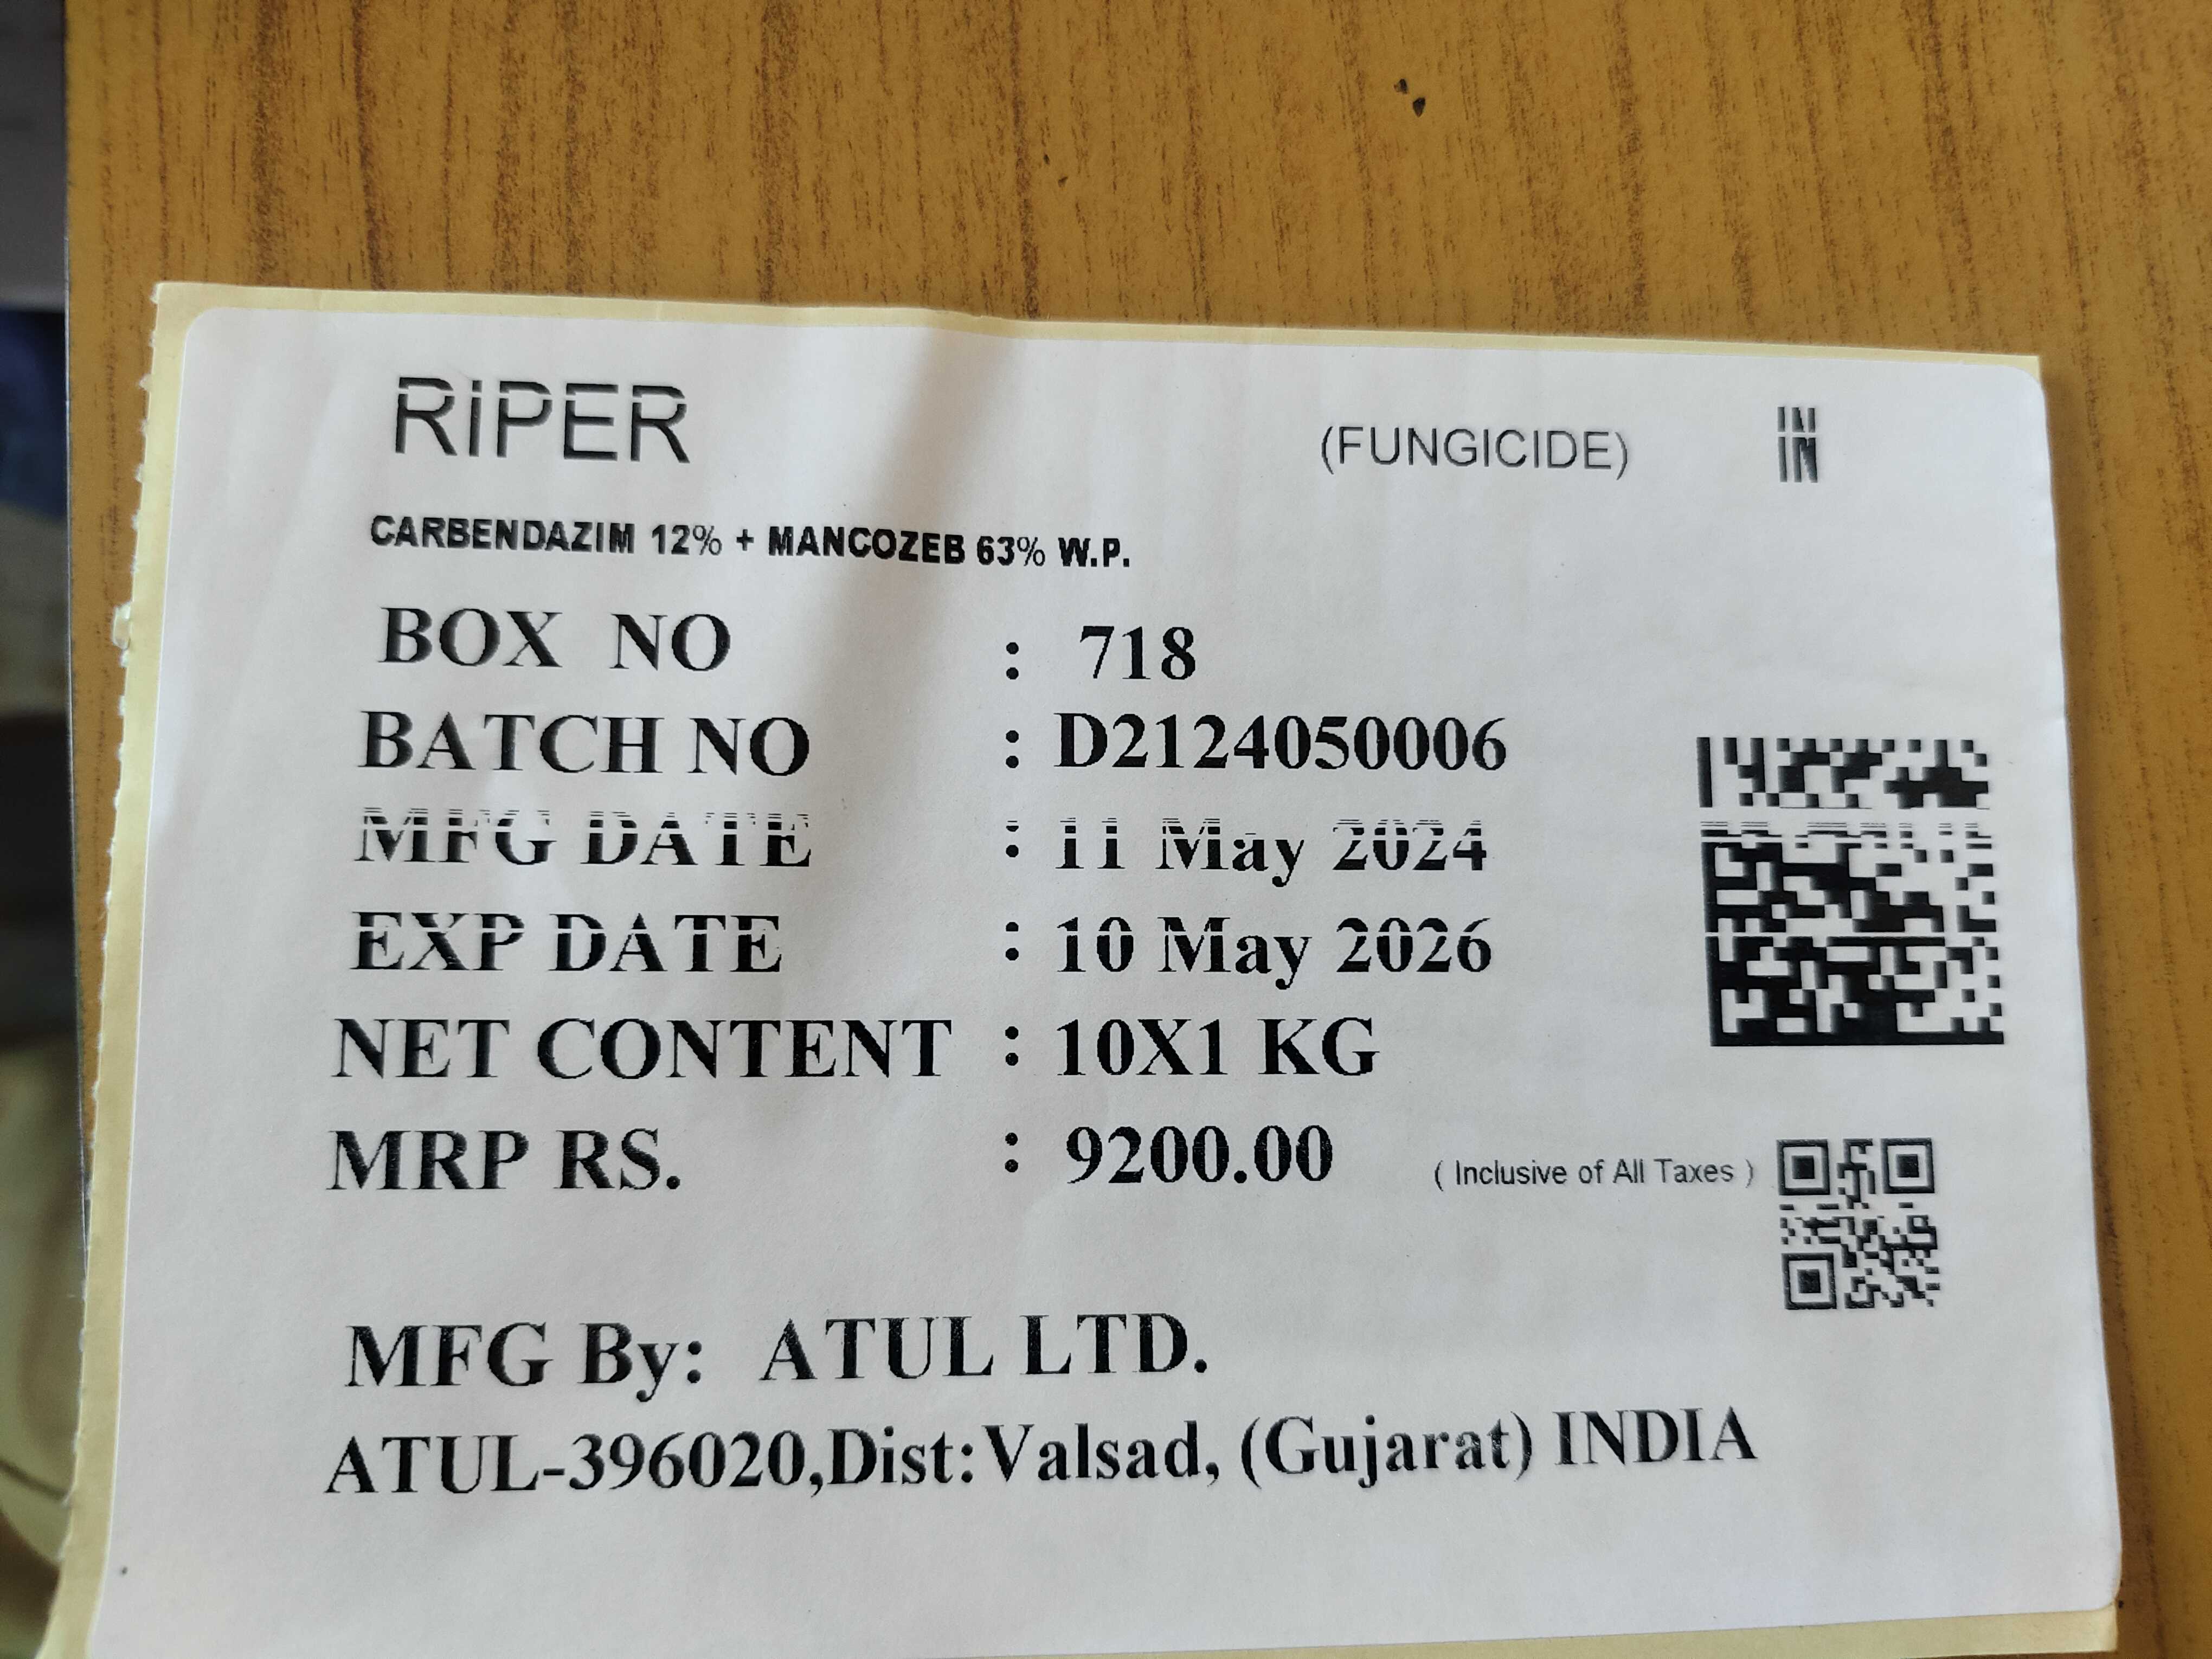 RiPER (FUNGICIDE) IN
CARBENDAZIM 12% + MANCOZEB 63% W.P.
BOX NO : 718
BATCH NO : D2124050006
MFG DATE : 11 May 2024
EXP DATE : 10 May 2026
NET CONTENT : 10X1 KG
MRP RS. : 9200.00 ( Inclusive of All Taxes )
MFG By: ATUL LTD.
ATUL-396020,Dist:Valsad, (Gujarat) INDIA